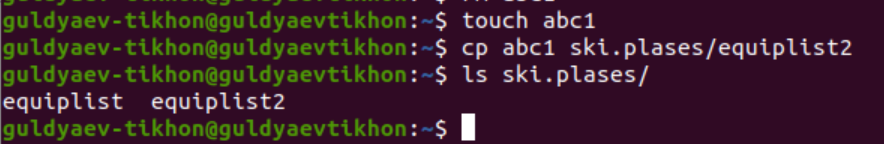 guldyaev-tikhon@guldyaevtikhon:~$ touch abc1
guldyaev-tikhon@guldyaevtikhon:~$ cp abc1 ski.plases/equiplist2
guldyaev-tikhon@guldyaevtikhon:~$ ls ski.plases/
equiplist  equiplist2
guldyaev-tikhon@guldyaevtikhon:~$